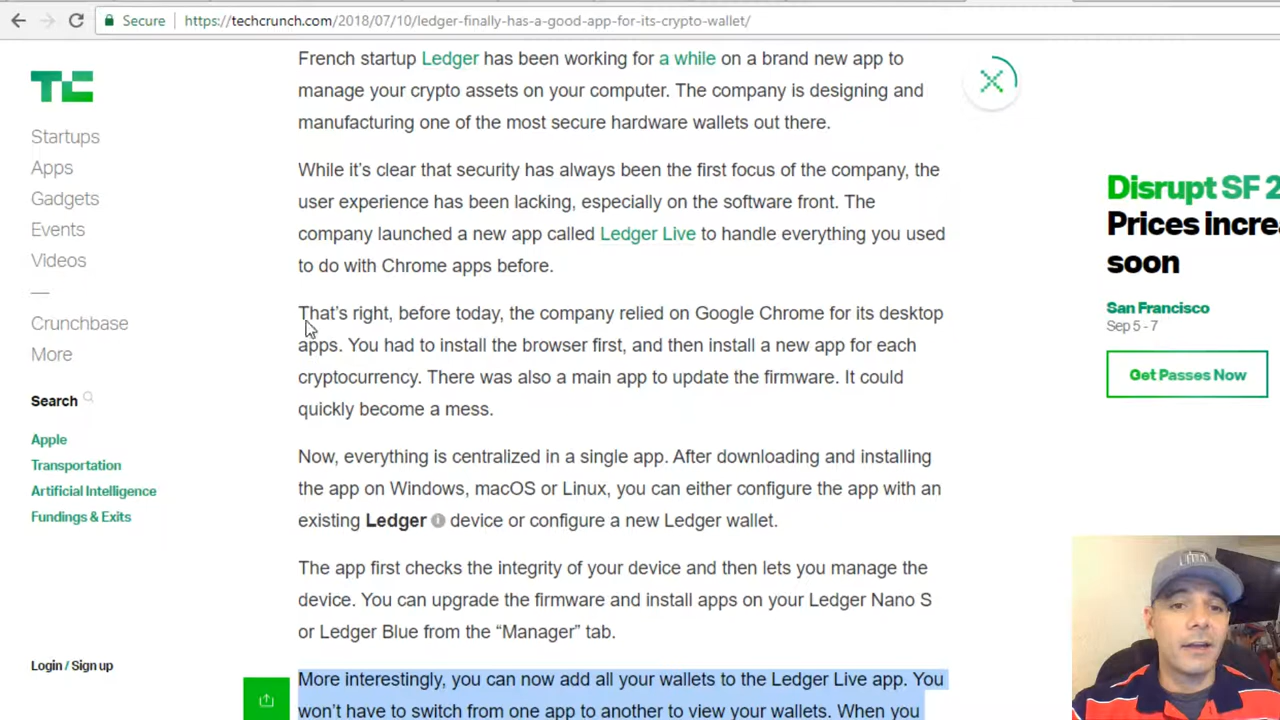 Secure
https://techcrunch.com/2018/07/10/ledger-finally-has-a-good-app-for-its-crypto-wallet/
TC
Startups
Apps
Gadgets
Events
Videos
Crunchbase
More
Search
Apple
Transportation
Artificial Intelligence
Fundings & Exits
Login / Sign up
French startup Ledger has been working for a while on a brand new app to
manage your crypto assets on your computer. The company is designing and
manufacturing one of the most secure hardware wallets out there.
While it's clear that security has always been the first focus of the company, the
user experience has been lacking, especially on the software front. The
company launched a new app called Ledger Live to handle everything you used
to do with Chrome apps before.
That's right, before today, the company relied on Google Chrome for its desktop
apps. You had to install the browser first, and then install a new app for each
cryptocurrency. There was also a main app to update the firmware. It could
quickly become a mess.
Now, everything is centralized in a single app. After downloading and installing
the app on Windows, macOS or Linux, you can either configure the app with an
existing Ledger device or configure a new Ledger wallet.
The app first checks the integrity of your device and then lets you manage the
device. You can upgrade the firmware and install apps on your Ledger Nano S
or Ledger Blue from the “Manager” tab.
More interestingly, you can now add all your wallets to the Ledger Live app. You
won't have to switch from one app to another to view your wallets. When you
Disrupt SF 2
Prices increa
soon
San Francisco
Sep 5 - 7
Get Passes Now